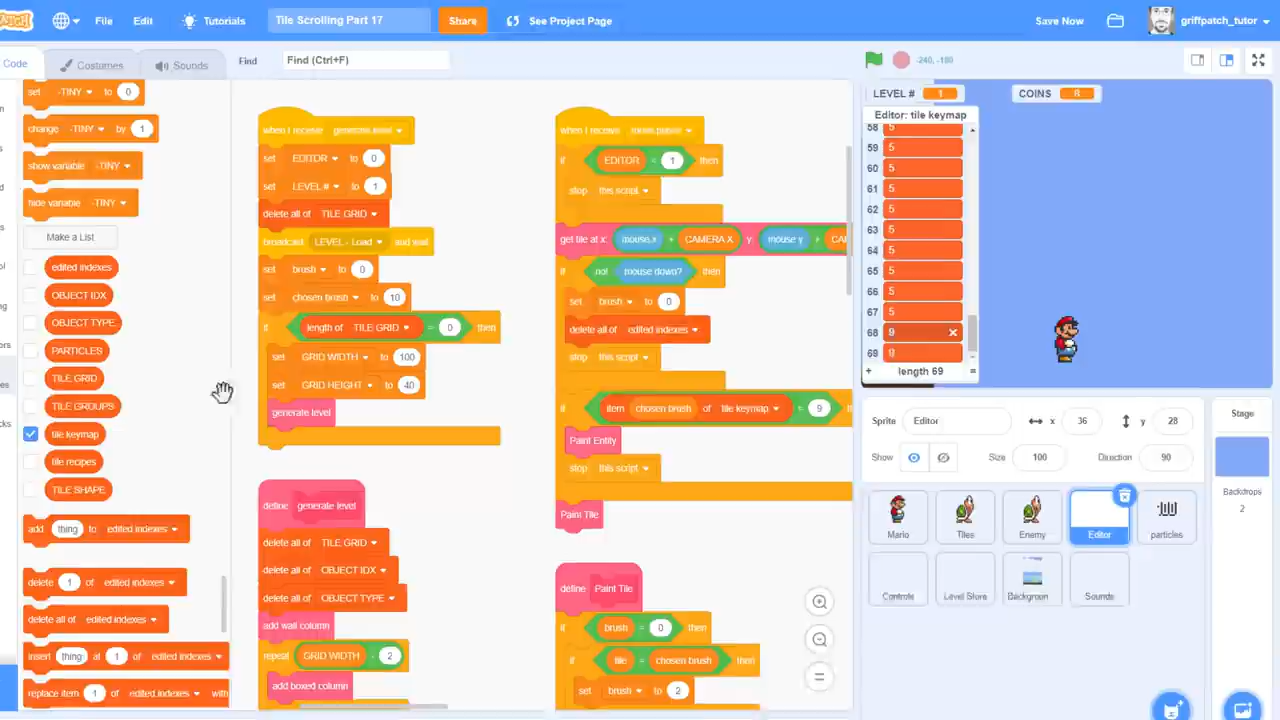 File
Edit
Tutorials
Tile Scrolling Part 17
Share
See Project Page
Save Now
griffpatch_tutor
Code
Costumes
Sounds
Find
Find (Ctrl+F)
-240, -180
set -TINY to 0
change -TINY by 1
show variable -TINY
hide variable -TINY
Make a List
edited indexes
OBJECT IDX
OBJECT TYPE
PARTICLES
TILE GRID
TILE GROUPS
tile keymap
tile recipes
TILE SHAPE
add thing to edited indexes
delete 1 of edited indexes
delete all of edited indexes
insert thing at 1 of edited indexes
replace item 1 of edited indexes with
when I receive generate level
set EDITOR to 0
set LEVEL # to 1
delete all of TILE GRID
broadcast LEVEL - Load and wait
set brush to 0
set chosen brush to 10
if length of TILE GRID = 0 then
set GRID WIDTH to 100
set GRID HEIGHT to 40
generate level
define generate level
delete all of TILE GRID
delete all of OBJECT IDX
delete all of OBJECT TYPE
add wall column
repeat GRID WIDTH - 2
add boxed column
when I receive
if EDITOR = 1 then
stop this script
get tile at x: mouse x + CAMERA X y: mouse y +
if not mouse down? then
set brush to 0
delete all of edited indexes
stop this script
if item chosen brush of tile keymap = 9
Paint Entity
stop this script
Paint Tile
define Paint Tile
if brush = 0 then
if tile = chosen brush then
set brush to 2
LEVEL # 1
COINS
Editor: tile keymap
58 5
59 5
60 5
61 5
62 5
63 5
64 5
65 5
66 5
67 5
68 9
69
+ length 69 =
Sprite Editor x 36 y 28
Show Size 100 Direction 90
Mario
Tiles
Enemy
Editor
particles
Controls
Level Store
Sounds
Stage
Backdrops
2